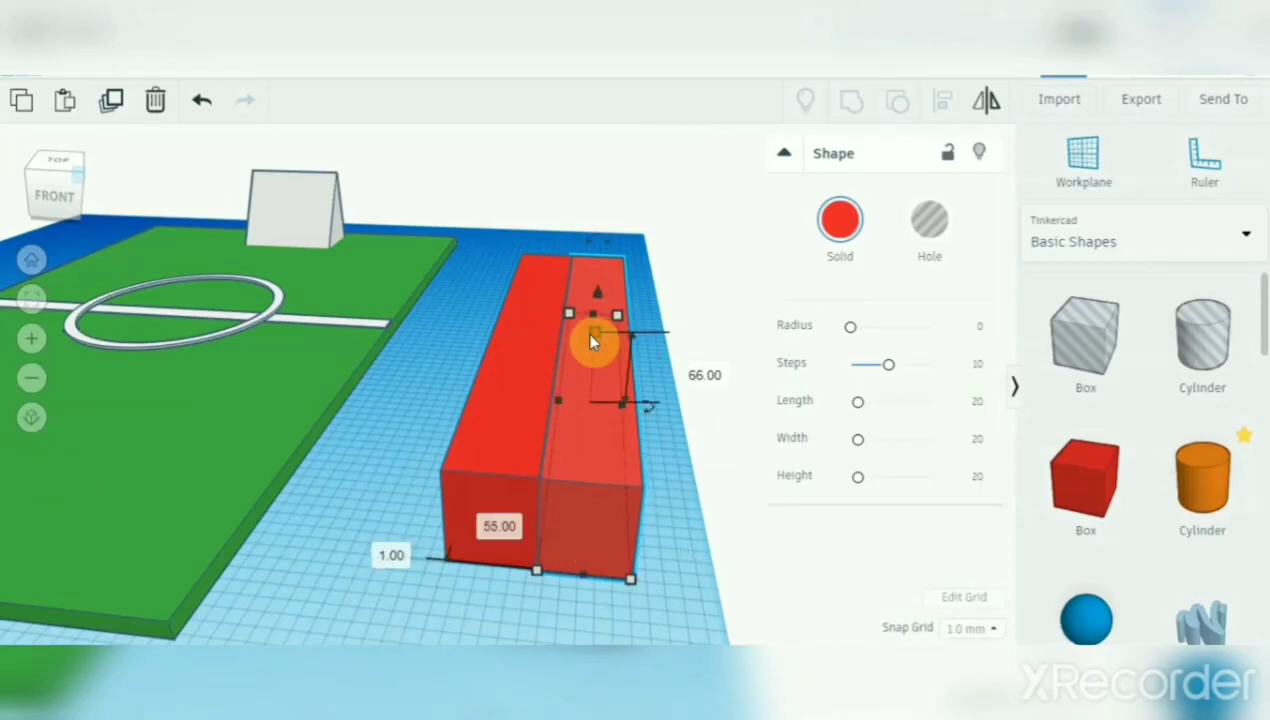 Import
Export
Send To
TOP
FRONT
Shape
Workplane
Ruler
Solid
Hole
Tinkercad
Basic Shapes
Radius 0
Steps 10
Length 20
Width 20
Height 20
66.00
55.00
1.00
Box
Cylinder
Box
Cylinder
Edit Grid
Snap Grid 1.0 mm
XRecorder